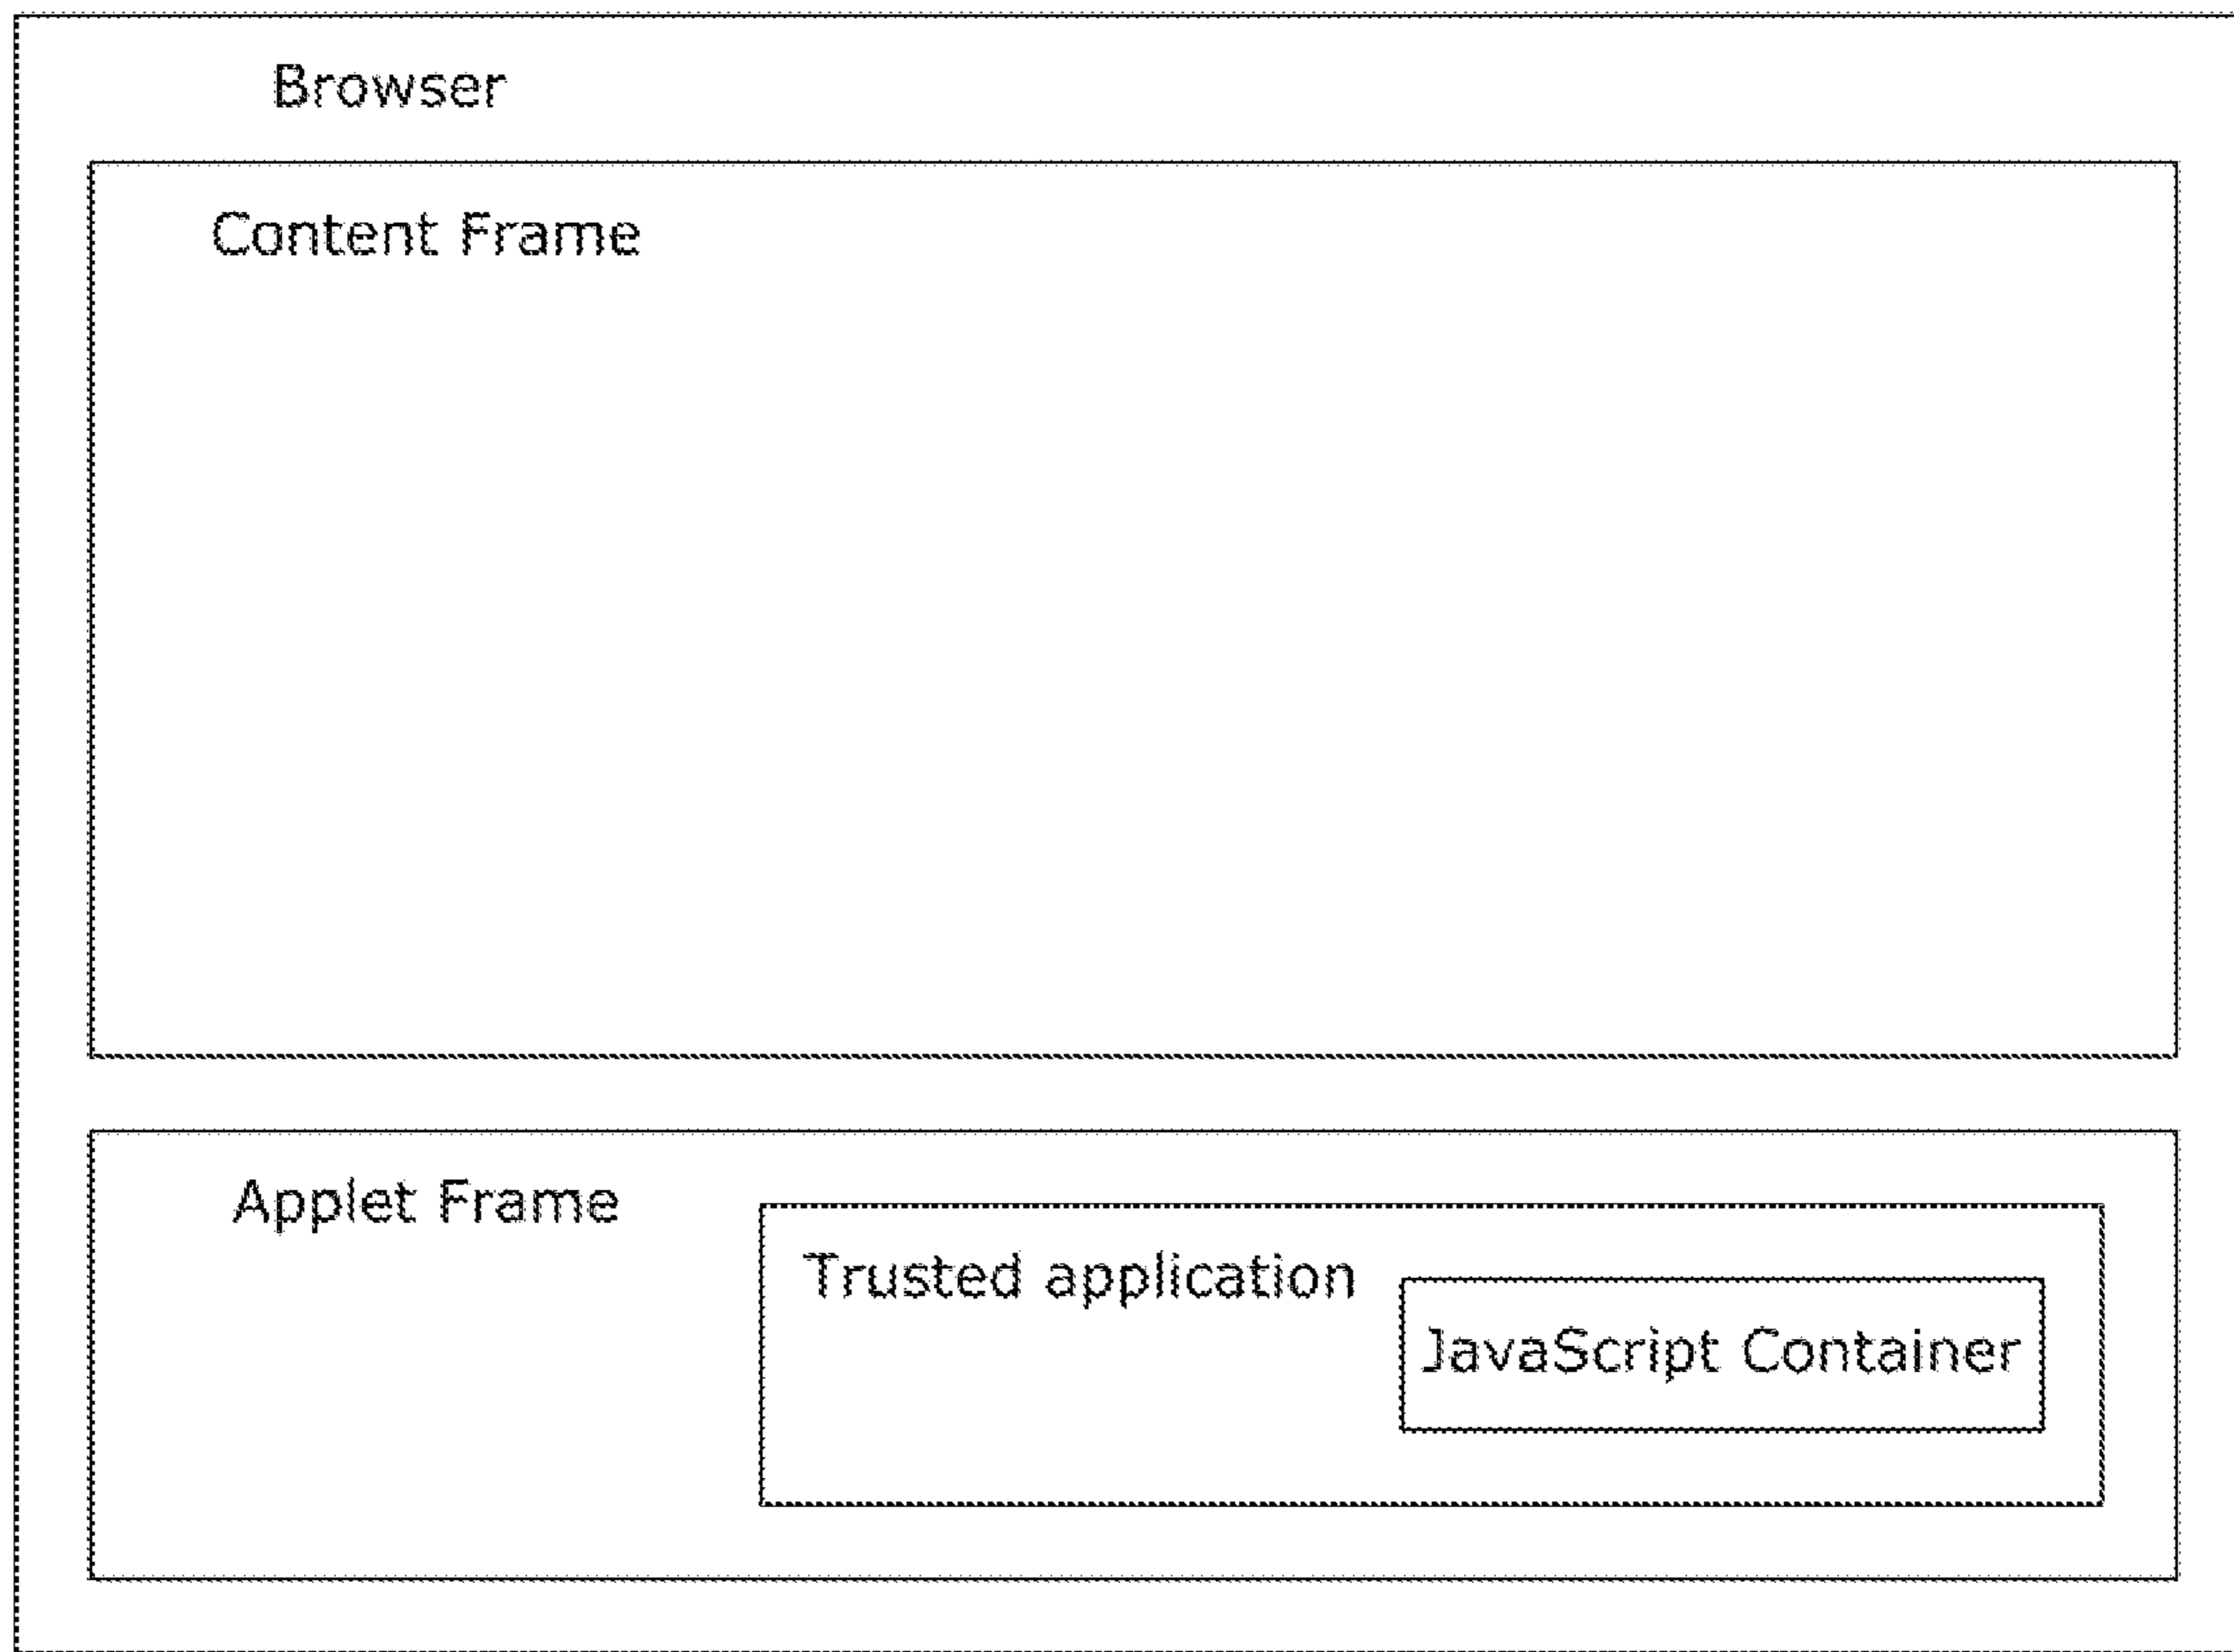 Browser
Content Frame
Applet Frame
Trusted application
JavaScript Container